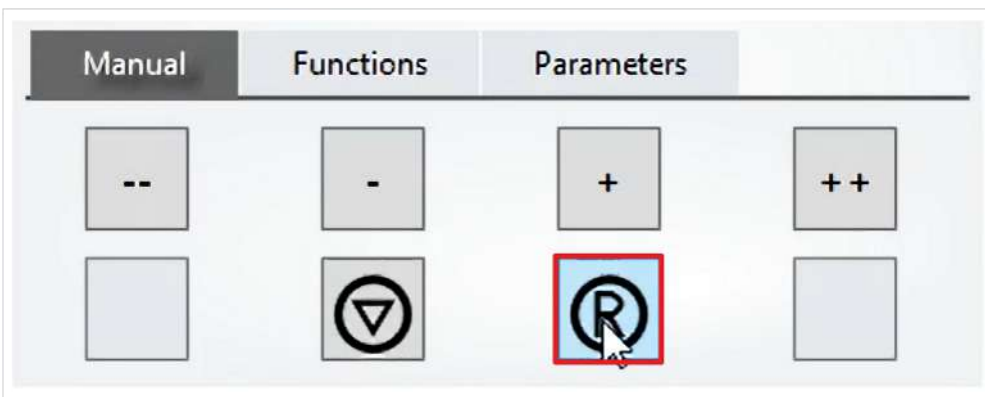 Manual Functions Parameters
-- - + ++
R